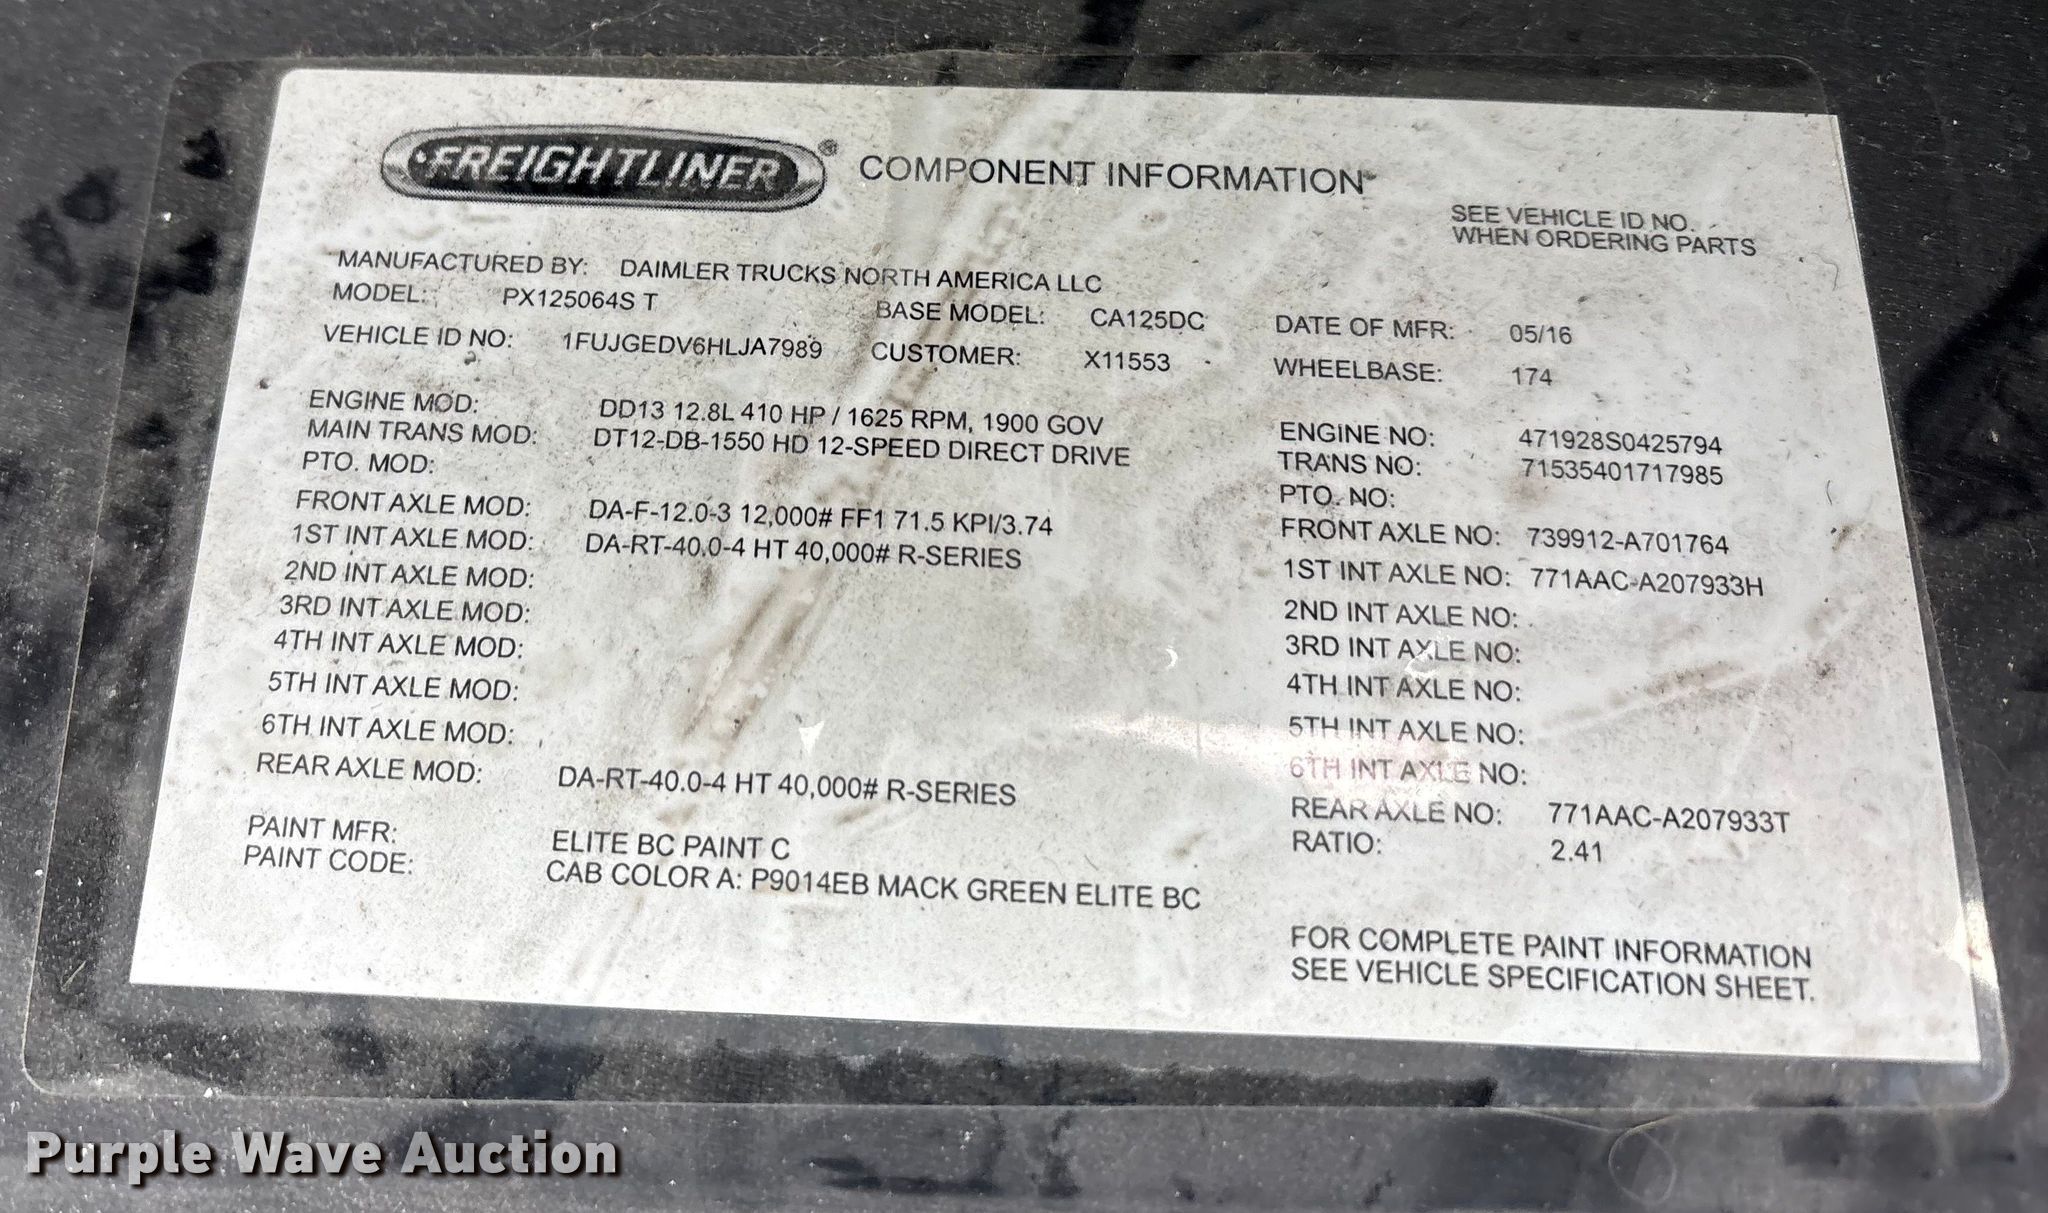 FREIGHTLINER® COMPONENT INFORMATION
SEE VEHICLE ID NO.
WHEN ORDERING PARTS
MANUFACTURED BY: DAIMLER TRUCKS NORTH AMERICA LLC
MODEL: PX125064S T BASE MODEL: CA125DC DATE OF MFR: 05/16
VEHICLE ID NO: 1FUJGEDV6HLJA7989 CUSTOMER: X11553 WHEELBASE: 174
ENGINE MOD: DD13 12.8L 410 HP / 1625 RPM, 1900 GOV ENGINE NO: 471928S0425794
MAIN TRANS MOD: DT12-DB-1550 HD 12-SPEED DIRECT DRIVE TRANS NO: 71535401717985
PTO. MOD: PTO. NO:
FRONT AXLE MOD: DA-F-12.0-3 12,000# FF1 71.5 KPI/3.74 FRONT AXLE NO: 739912-A701764
1ST INT AXLE MOD: DA-RT-40.0-4 HT 40,000# R-SERIES 1ST INT AXLE NO: 771AAC-A207933H
2ND INT AXLE MOD: 2ND INT AXLE NO:
3RD INT AXLE MOD: 3RD INT AXLE NO:
4TH INT AXLE MOD: 4TH INT AXLE NO:
5TH INT AXLE MOD: 5TH INT AXLE NO:
6TH INT AXLE MOD: 6TH INT AXLE NO:
REAR AXLE MOD: DA-RT-40.0-4 HT 40,000# R-SERIES REAR AXLE NO: 771AAC-A207933T
RATIO: 2.41
PAINT MFR: ELITE BC PAINT C
PAINT CODE: CAB COLOR A: P9014EB MACK GREEN ELITE BC
FOR COMPLETE PAINT INFORMATION
SEE VEHICLE SPECIFICATION SHEET.
Purple Wave Auction